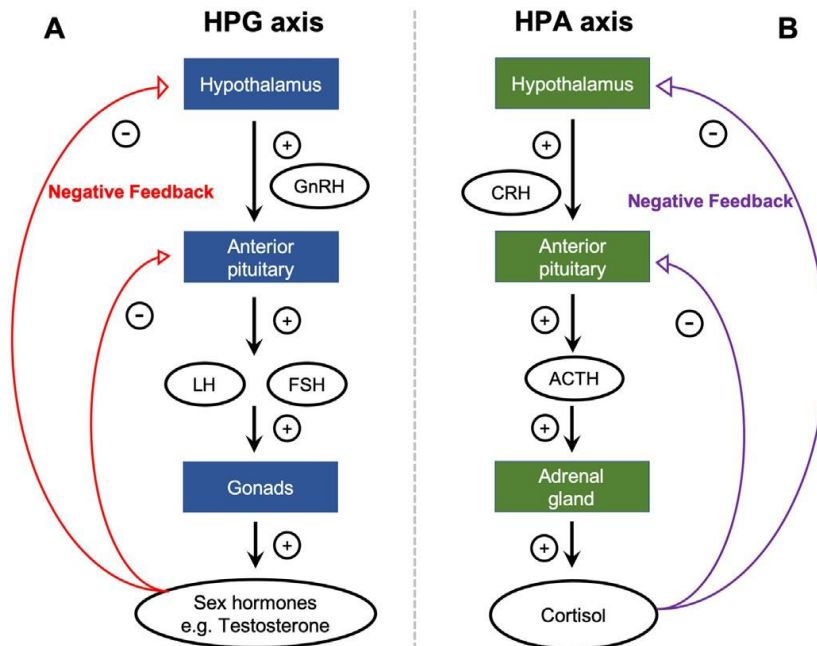 A
HPG axis
Hypothalamus
-
+
GnRH
Negative Feedback
Anterior
pituitary
-
+
LH
FSH
+
Gonads
+
Sex hormones
e.g. Testosterone
HPA axis
B
Hypothalamus
+
-
CRH
Negative Feedback
Anterior
pituitary
+
-
ACTH
+
Adrenal
gland
+
Cortisol